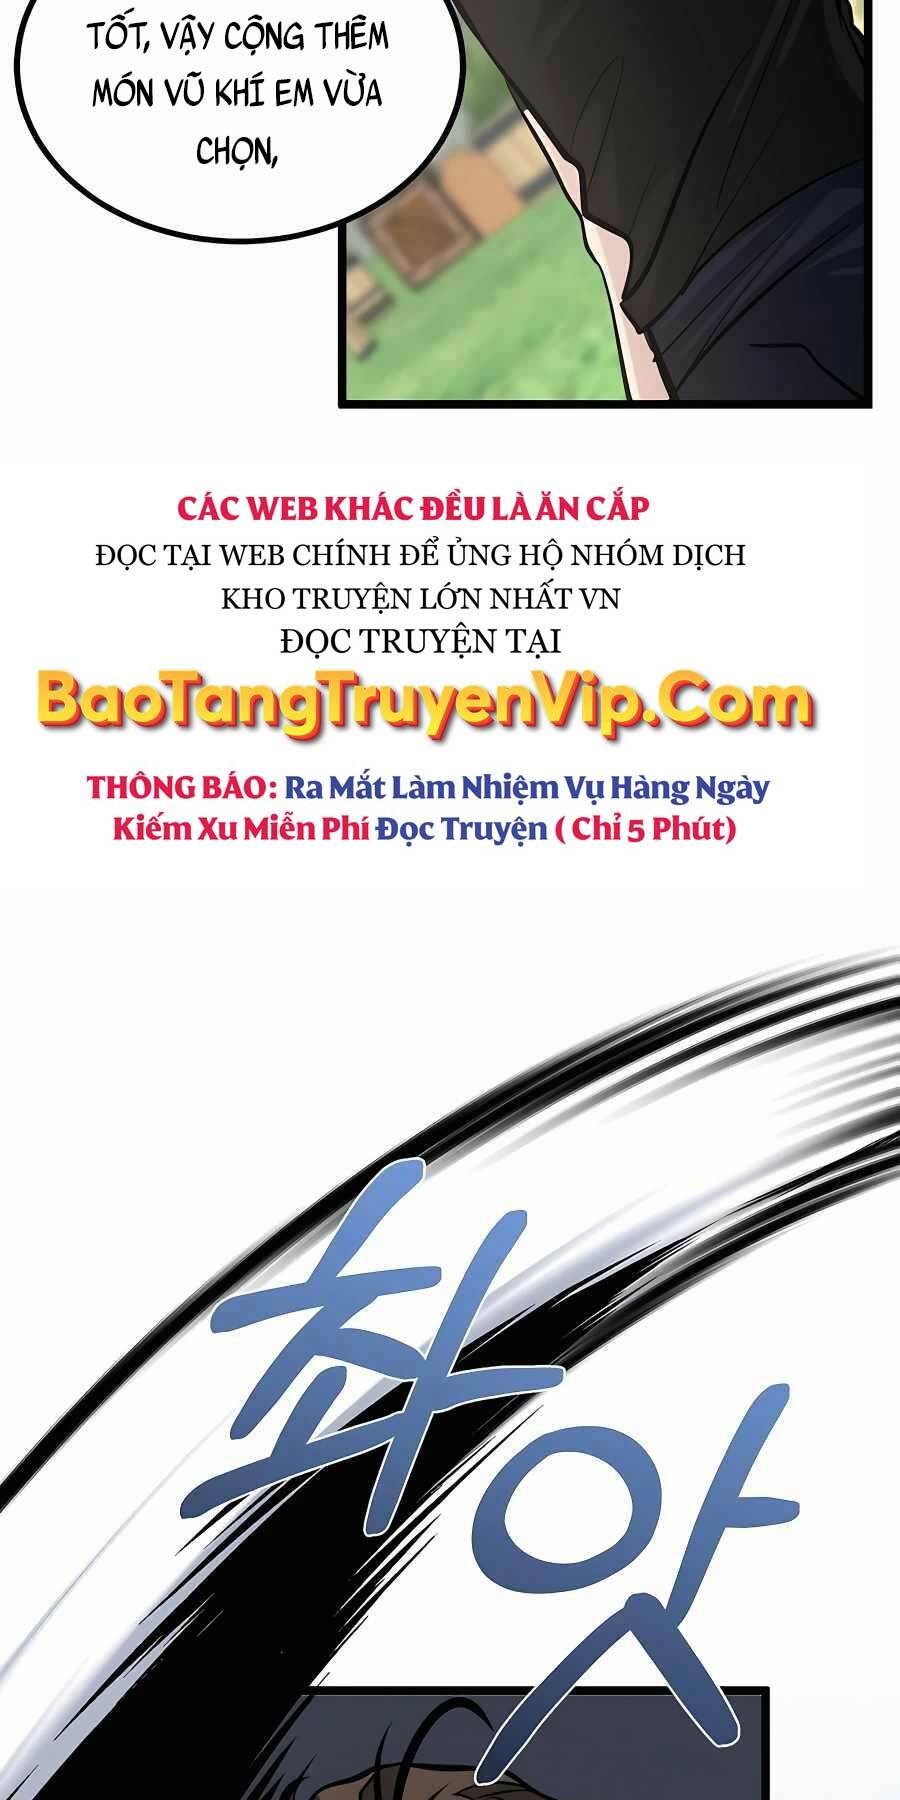 TỐT, VẬY CỘNG THÊM
MÓN VŨ KHÍ EM VỪA
CHỌN,
CÁC WEB KHÁC ĐỀU LÀ ĂN CẮP
ĐỌC TẠI WEB CHÍNH ĐỂ ỦNG HỘ NHÓM DỊCH
KHO TRUYỆN LỚN NHẤT VN
ĐỌC TRUYỆN TẠI
BaoTangTruyenVip.Com
THÔNG BÁO: Ra Mắt Làm Nhiệm Vụ Hàng Ngày
Kiếm Xu Miễn Phí Đọc Truyện ( Chỉ 5 Phút)
촤앗